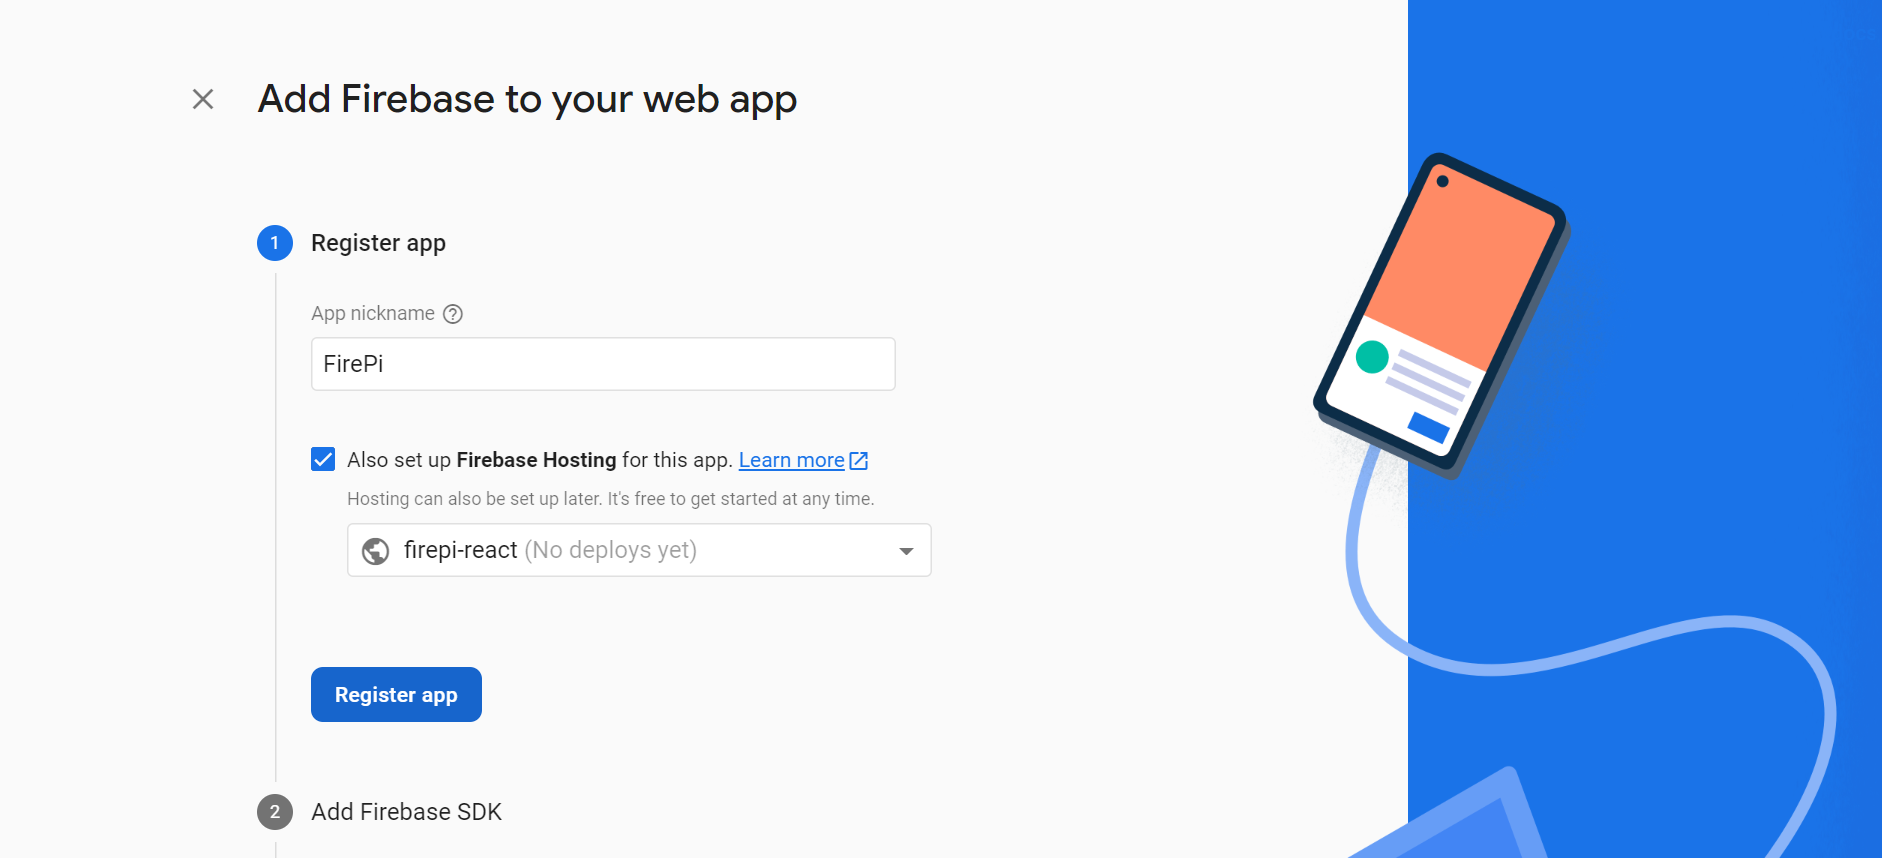 Add Firebase to your web app
1 Register app
App nickname ?
FirePi
Also set up Firebase Hosting for this app. Learn more
Hosting can also be set up later. It's free to get started at any time.
firepi-react (No deploys yet)
Register app
2 Add Firebase SDK